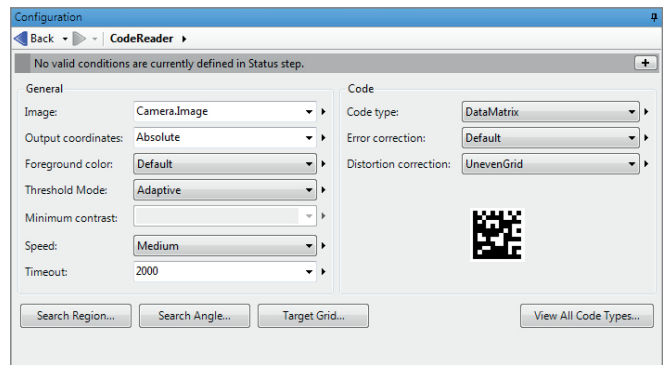 Configuration
Back CodeReader
No valid conditions are currently defined in Status step.
General
Image: Camera.Image
Output coordinates: Absolute
Foreground color: Default
Threshold Mode: Adaptive
Minimum contrast:
Speed: Medium
Timeout: 2000
Code
Code type: DataMatrix
Error correction: Default
Distortion correction: UnevenGrid
Search Region... Search Angle... Target Grid... View All Code Types...